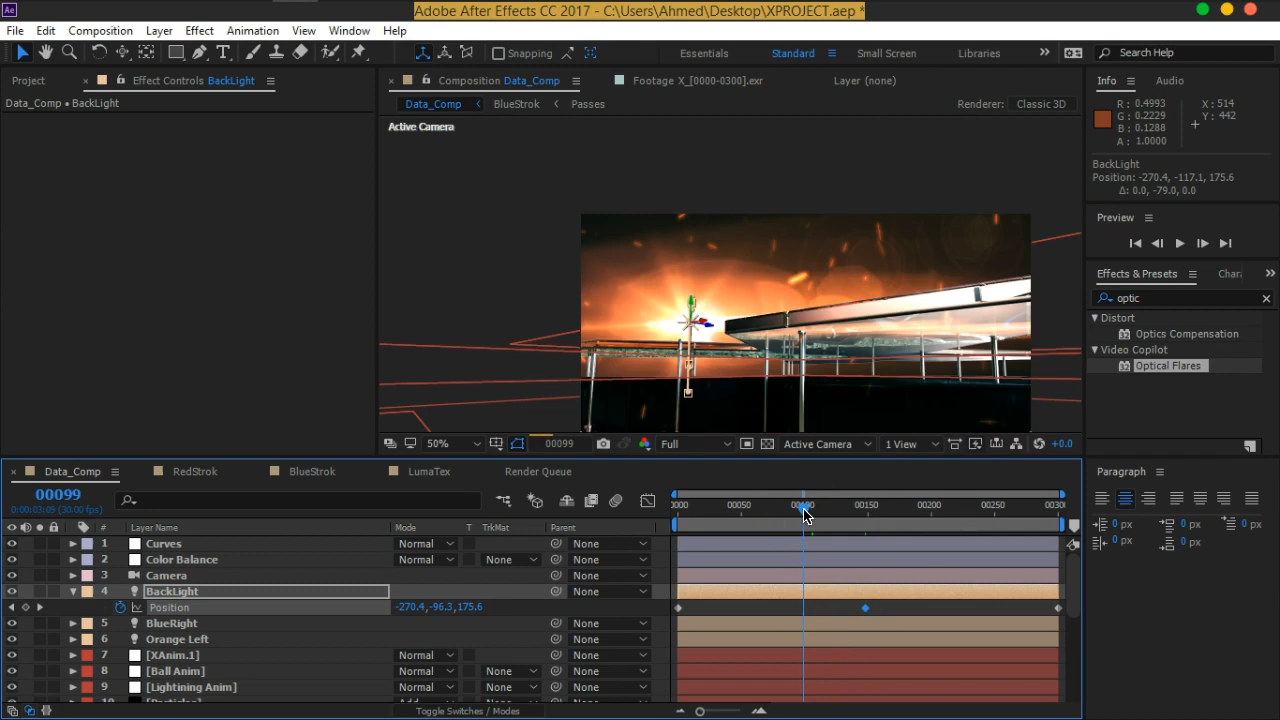 Ae
Adobe After Effects CC 2017 - C:\Users\Ahmed\Desktop\XPROJECT.aep *
File Edit Composition Layer Effect Animation View Window Help
Snapping Essentials Standard Small Screen Libraries Search Help
Project Effect Controls BackLight Composition Data_Comp Footage X_[0000-0300].exr Layer (none) Info Audio
Data_Comp • BackLight Data_Comp BlueStrok Passes Renderer: Classic 3D
Active Camera
R : 0.4993
G : 0.2229
B : 0.1288
A : 1.0000
X : 514
Y : 442
BackLight
Position: -270.4, -117.1, 175.6
Δ: 0.0, -79.0, 0.0
Preview
Effects & Presets Chara
optic
Distort
Optics Compensation
Video Copilot
Optical Flares
50% 00099 Full Active Camera 1 View +0.0
Data_Comp RedStrok BlueStrok LumaTex Render Queue Paragraph
00099
0:00:03:09 (30.00 fps)
00050 00150 00200 00250
# Layer Name Mode T TrkMat Parent
1 Curves Normal None
2 Color Balance Normal None None
3 Camera None
4 BackLight None
Position -270.4,-96.3,175.6
5 BlueRight None
6 Orange Left None
7 [XAnim.1] Normal None
8 [Ball Anim] Normal None None
9 [Lightning Anim] Normal None None
Toggle Switches / Modes
0 px 0 px 0 px
0 px 0 px